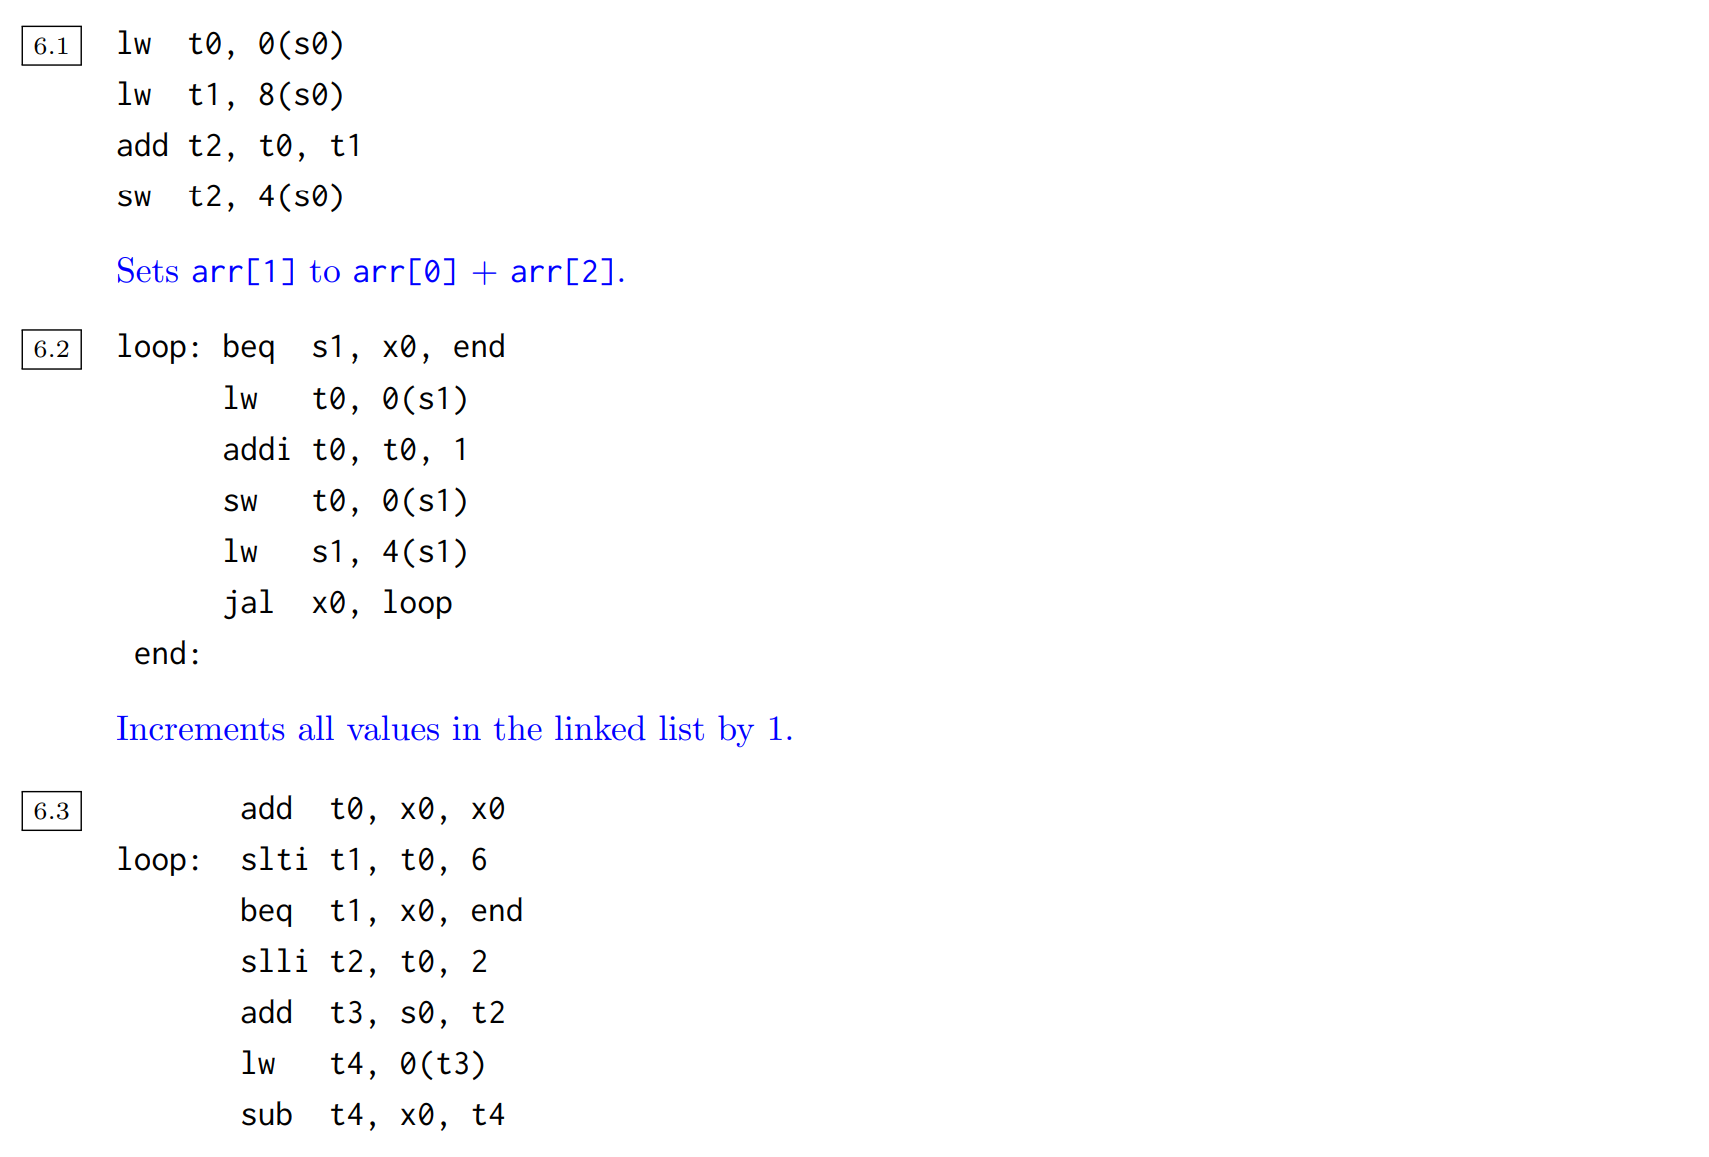 6.1 lw  t0, 0(s0)
lw  t1, 8(s0)
add t2, t0, t1
sw  t2, 4(s0)
Sets arr[1] to arr[0] + arr[2].
6.2 loop: beq  s1, x0, end
lw   t0, 0(s1)
addi t0, t0, 1
sw   t0, 0(s1)
lw   s1, 4(s1)
jal  x0, loop
end:
Increments all values in the linked list by 1.
6.3 add  t0, x0, x0
loop:  slti t1, t0, 6
beq  t1, x0, end
slli t2, t0, 2
add  t3, s0, t2
lw   t4, 0(t3)
sub  t4, x0, t4